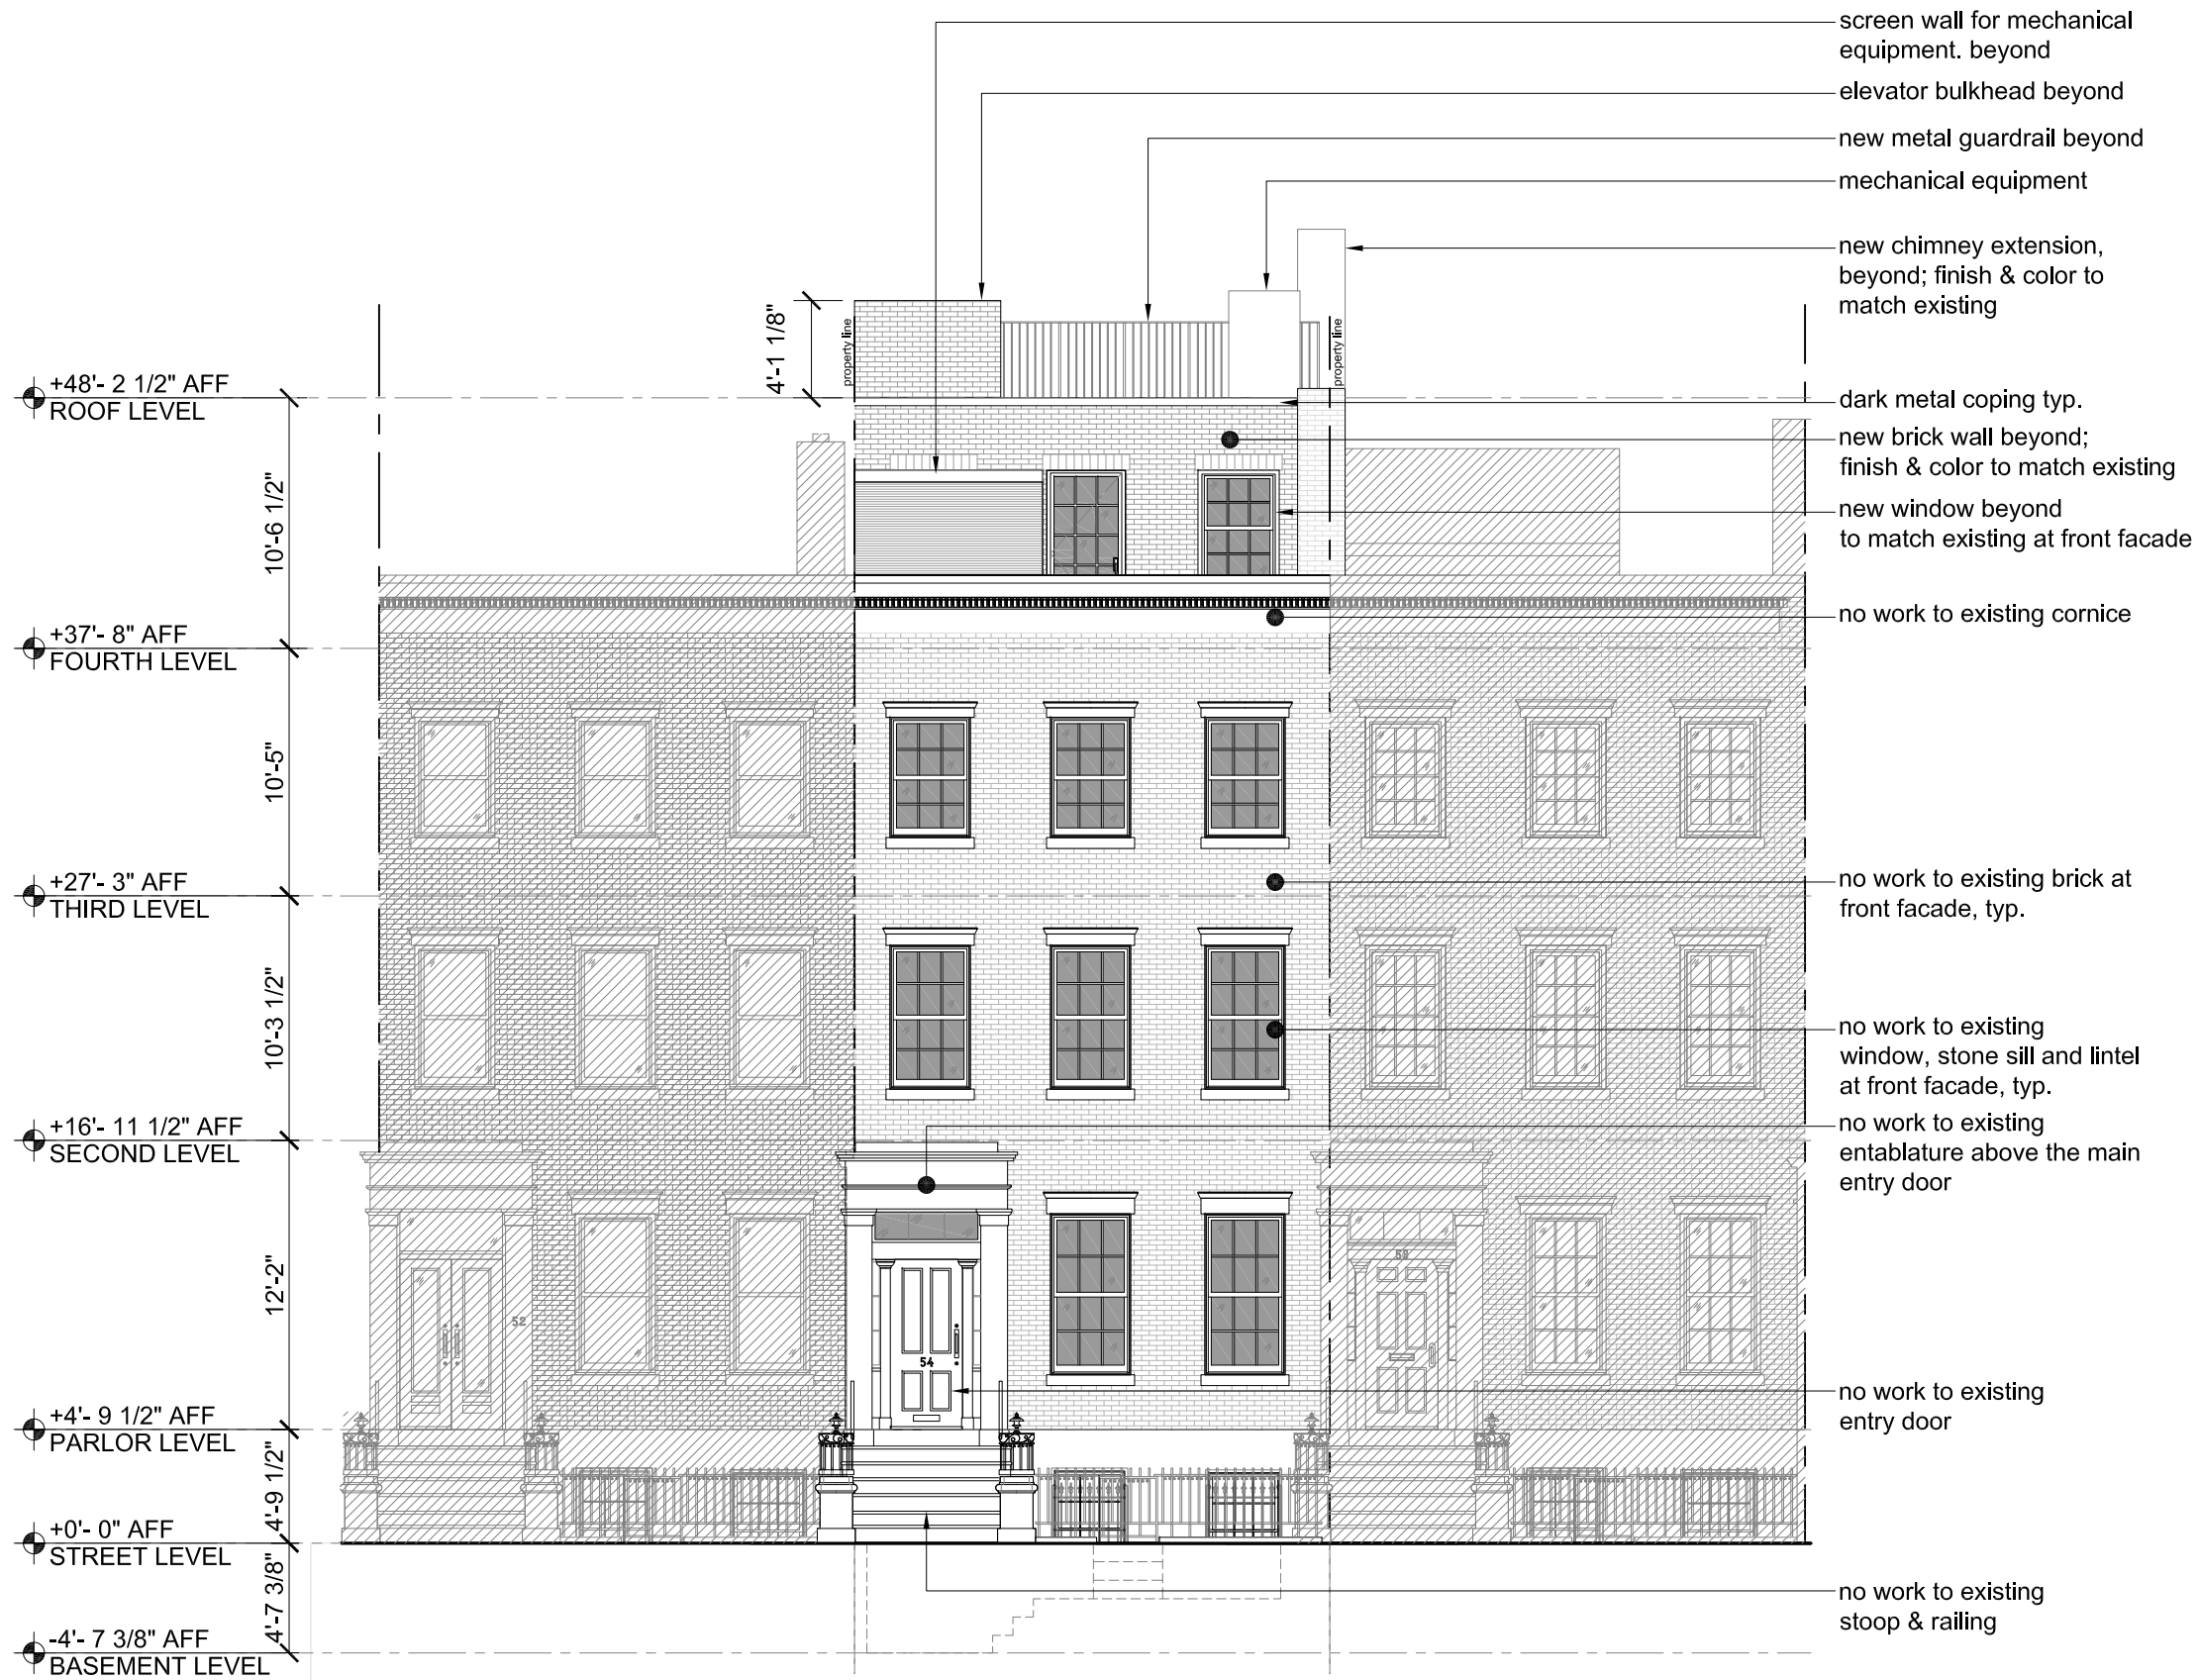 screen wall for mechanical
equipment. beyond
elevator bulkhead beyond
new metal guardrail beyond
mechanical equipment
new chimney extension,
beyond; finish & color to
match existing
4'-1 1/8"
property line
property line
+48'- 2 1/2" AFF
ROOF LEVEL
dark metal coping typ.
new brick wall beyond;
finish & color to match existing
10'-6 1/2"
new window beyond
to match existing at front facade
no work to existing cornice
+37'- 8" AFF
FOURTH LEVEL
10'-5"
+27'- 3" AFF
THIRD LEVEL
no work to existing brick at
front facade, typ.
10'-3 1/2"
no work to existing
window, stone sill and lintel
at front facade, typ.
+16'- 11 1/2" AFF
SECOND LEVEL
no work to existing
entablature above the main
entry door
12'-2"
52
54
58
no work to existing
entry door
+4'- 9 1/2" AFF
PARLOR LEVEL
4'-9 1/2"
+0'- 0" AFF
STREET LEVEL
4'-7 3/8"
no work to existing
stoop & railing
-4'- 7 3/8" AFF
BASEMENT LEVEL